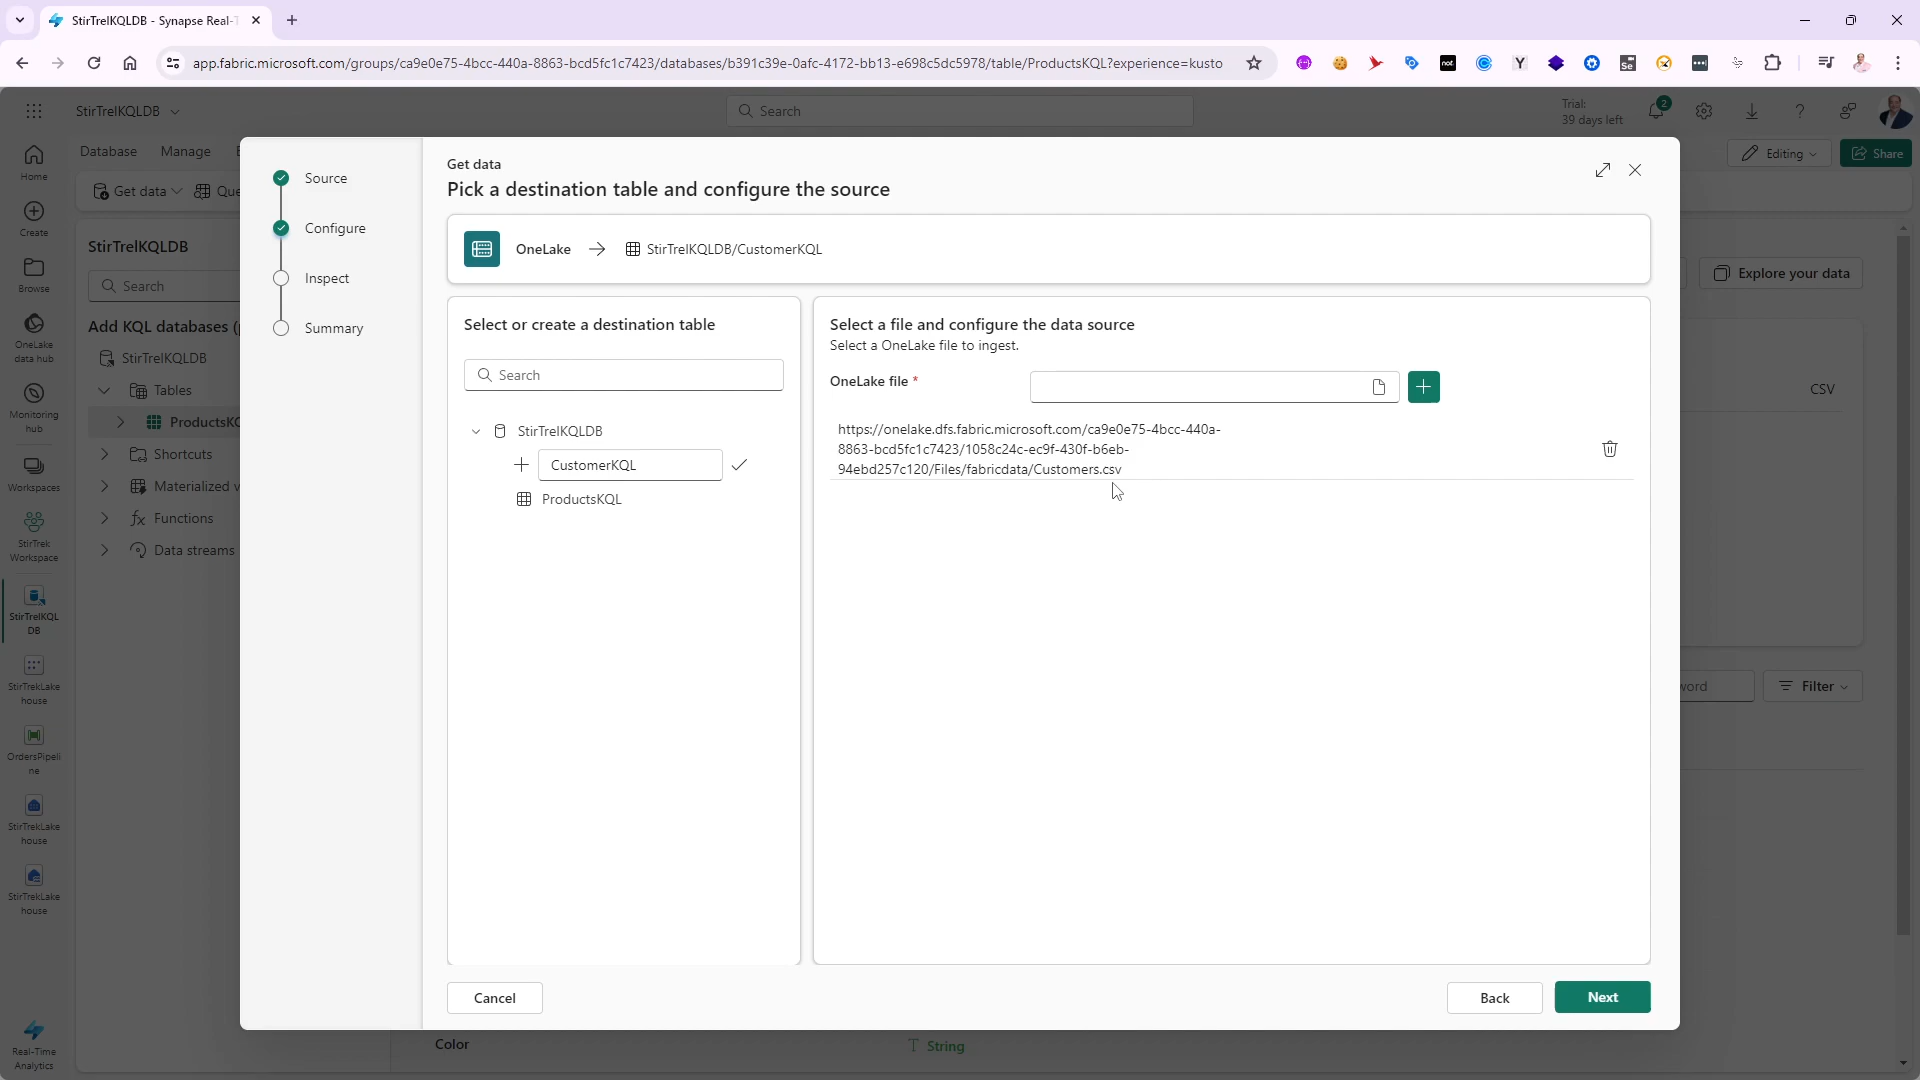 StirTrelKQLDB - Synapse Real-T
app.fabric.microsoft.com/groups/ca9e0e75-4bcc-440a-8863-bcd5fc1c7423/databases/b391c39e-0afc-4172-bb13-e698c5dc5978/table/ProductsKQL?experience=kusto
StirTrelKQLDB
Search
Trial:
39 days left
2
Home
Create
Browse
OneLake
data hub
Monitoring
hub
Workspaces
StirTrek
Workspace
StirTrelKQL
DB
StirTrekLake
house
OrdersPipeli
ne
StirTrekLake
house
StirTrekLake
house
Real-Time
Analytics
Database
Manage
Editing
Share
Get data
Que
StirTrelKQLDB
Search
Add KQL databases (
StirTrelKQLDB
Tables
ProductsKQ
Shortcuts
Materialized v
Functions
Data streams
Source
Configure
Inspect
Summary
Get data
Pick a destination table and configure the source
OneLake
StirTrelKQLDB/CustomerKQL
Select or create a destination table
Search
StirTrelKQLDB
CustomerKQL
ProductsKQL
Select a file and configure the data source
Select a OneLake file to ingest.
OneLake file *
https://onelake.dfs.fabric.microsoft.com/ca9e0e75-4bcc-440a-
8863-bcd5fc1c7423/1058c24c-ec9f-430f-b6eb-
94ebd257c120/Files/fabricdata/Customers.csv
Cancel
Back
Next
Explore your data
CSV
word
Filter
Color
String